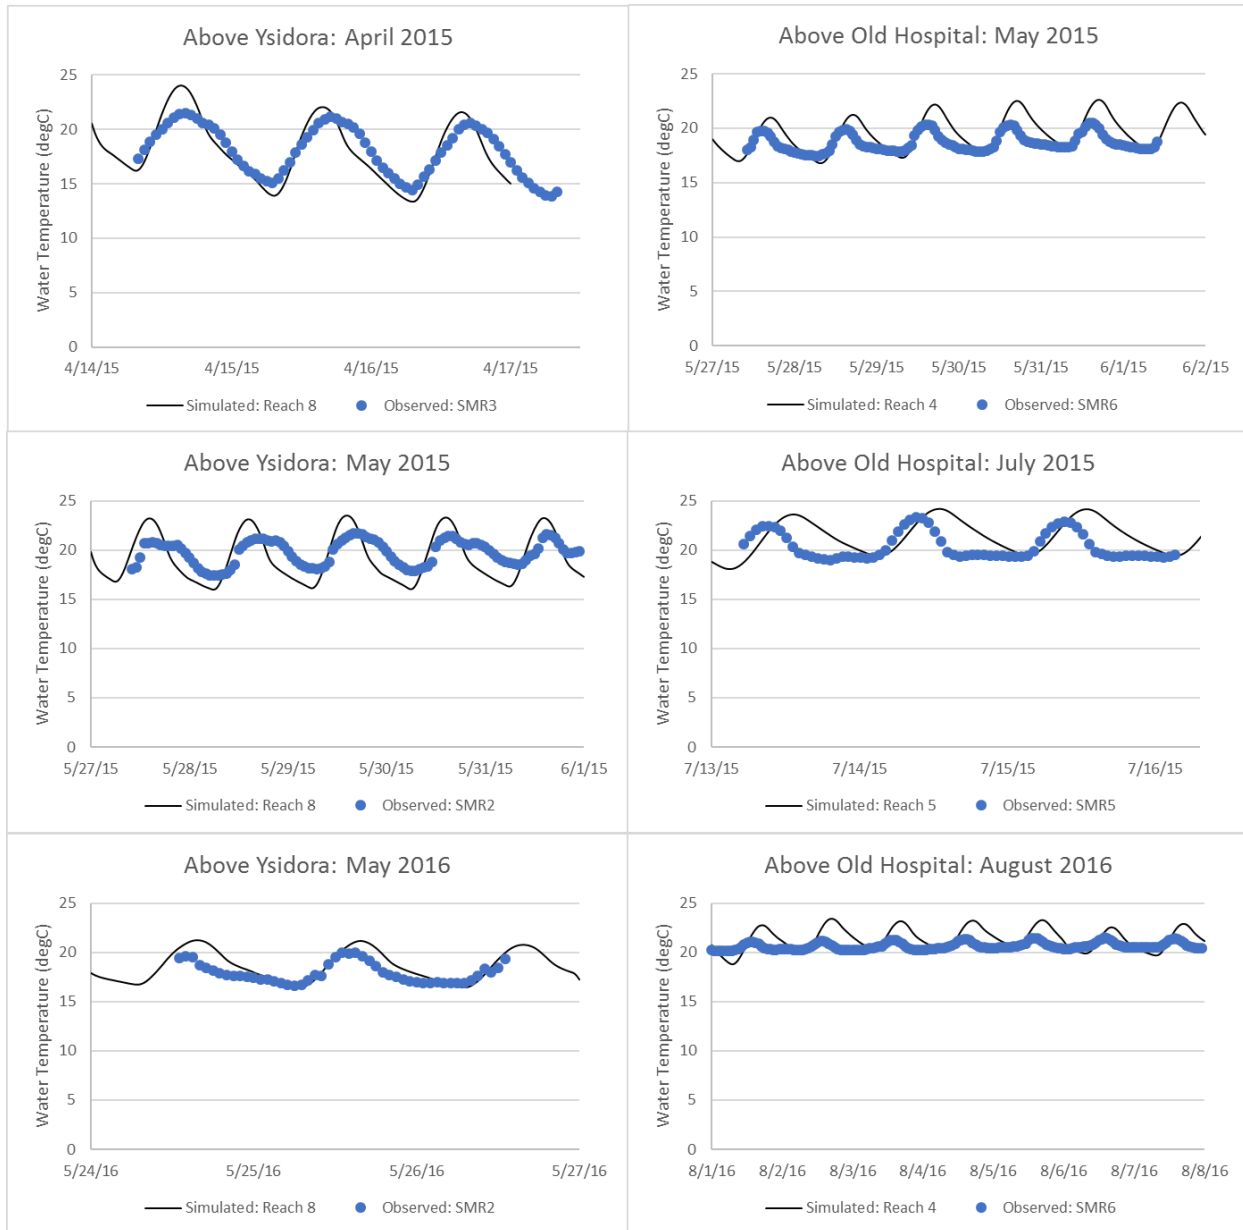 Above Ysidora: April 2015
Water Temperature (degC)
25
20
15
10
5
0
4/14/15 4/15/15 4/16/15 4/17/15
Simulated: Reach 8 Observed: SMR3
Above Old Hospital: May 2015
Water Temperature (degC)
25
20
15
10
5
0
5/27/15 5/28/15 5/29/15 5/30/15 5/31/15 6/1/15 6/2/15
Simulated: Reach 4 Observed: SMR6
Above Ysidora: May 2015
Water Temperature (degC)
25
20
15
10
5
0
5/27/15 5/28/15 5/29/15 5/30/15 5/31/15 6/1/15
Simulated: Reach 8 Observed: SMR2
Above Old Hospital: July 2015
Water Temperature (degC)
25
20
15
10
5
0
7/13/15 7/14/15 7/15/15 7/16/15
Simulated: Reach 5 Observed: SMR5
Above Ysidora: May 2016
Water Temperature (degC)
25
20
15
10
5
0
5/24/16 5/25/16 5/26/16 5/27/16
Simulated: Reach 8 Observed: SMR2
Above Old Hospital: August 2016
Water Temperature (degC)
25
20
15
10
5
0
8/1/16 8/2/16 8/3/16 8/4/16 8/5/16 8/6/16 8/7/16 8/8/16
Simulated: Reach 4 Observed: SMR6